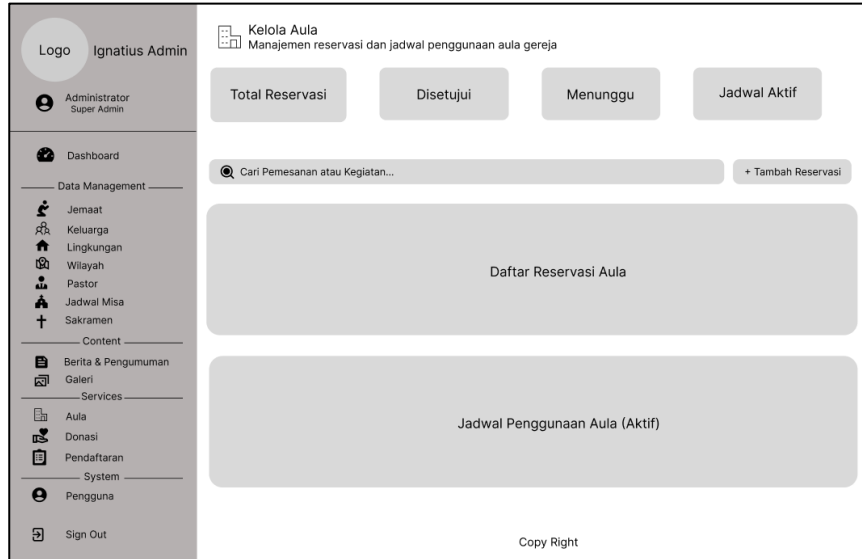 Logo
Ignatius Admin
Administrator
Super Admin
Dashboard
Data Management
Jemaat
Keluarga
Lingkungan
Wilayah
Pastor
Jadwal Misa
Sakramen
Content
Berita & Pengumuman
Galeri
Services
Aula
Donasi
Pendaftaran
System
Pengguna
Sign Out
Kelola Aula
Manajemen reservasi dan jadwal penggunaan aula gereja
Total Reservasi
Disetujui
Menunggu
Jadwal Aktif
Cari Pemesanan atau Kegiatan...
+ Tambah Reservasi
Daftar Reservasi Aula
Jadwal Penggunaan Aula (Aktif)
Copy Right